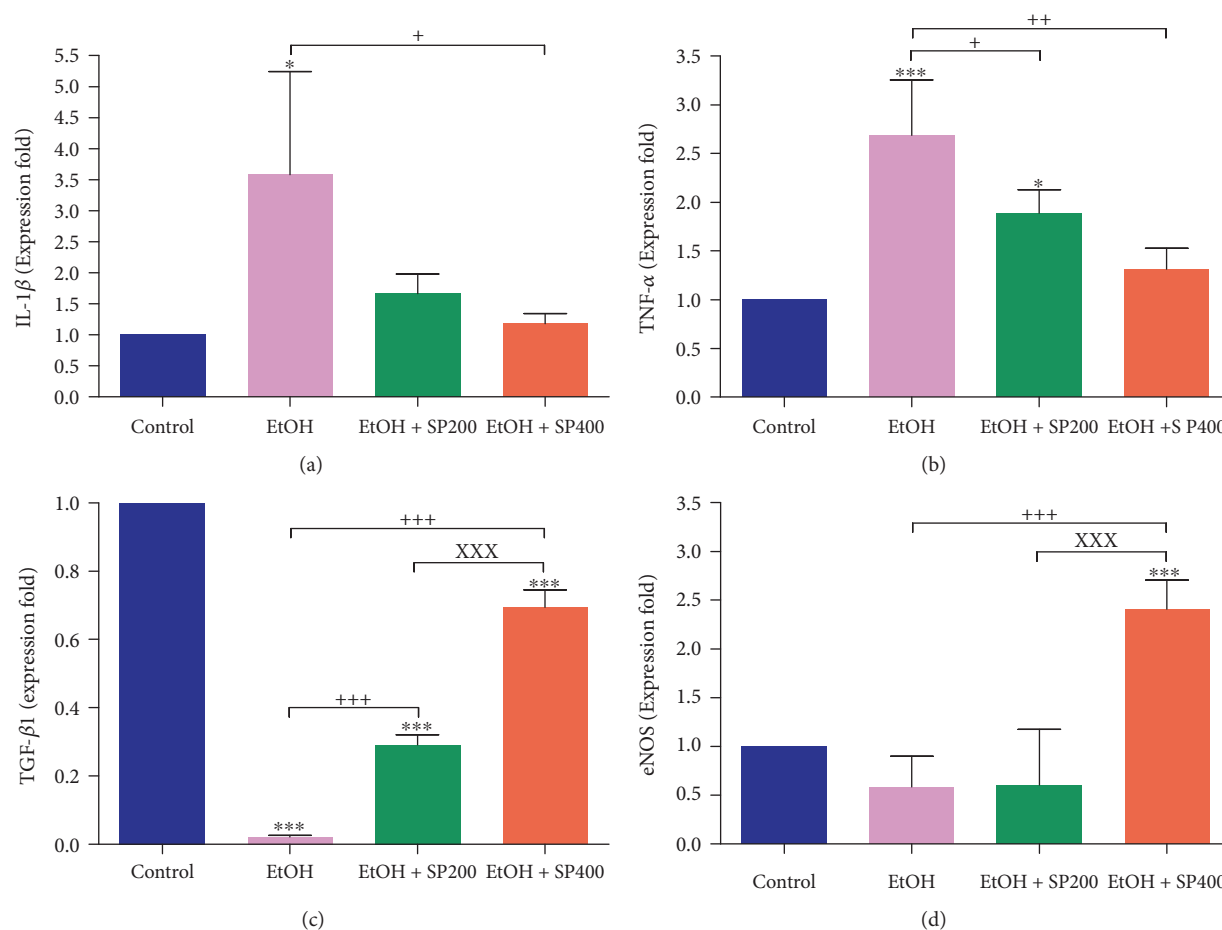 +
5.5
5.0
4.5
4.0
3.5
3.0
2.5
2.0
1.5
1.0
0.5
0.0
IL-1β (Expression fold)
*
Control
EtOH
EtOH + SP200
EtOH + SP400
(a)
++
+
3.5
3.0
2.5
2.0
1.5
1.0
0.5
0.0
TNF-α (Expression fold)
***
*
Control
EtOH
EtOH + SP200
EtOH +S P400
(b)
1.0
0.8
0.6
0.4
0.2
0.0
TGF-β1 (expression fold)
+++
XXX
***
+++
***
***
Control
EtOH
EtOH + SP200
EtOH + SP400
(c)
3.5
3.0
2.5
2.0
1.5
1.0
0.5
0.0
eNOS (Expression fold)
+++
XXX
***
Control
EtOH
EtOH + SP200
EtOH + SP400
(d)